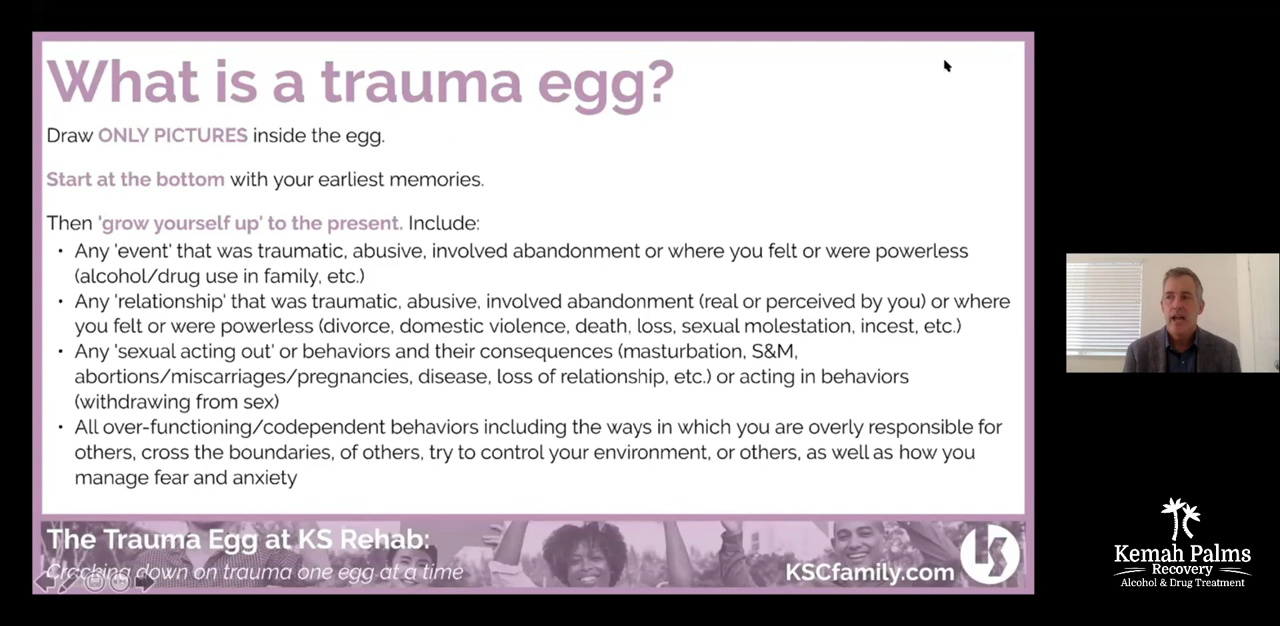 What is a trauma egg?
Draw ONLY PICTURES inside the egg.
Start at the bottom with your earliest memories.
Then 'grow yourself up' to the present. Include:
• Any 'event' that was traumatic, abusive, involved abandonment or where you felt or were powerless
(alcohol/drug use in family, etc.)
• Any 'relationship' that was traumatic, abusive, involved abandonment (real or perceived by you) or where
you felt or were powerless (divorce, domestic violence, death, loss, sexual molestation, incest, etc.)
• Any 'sexual acting out' or behaviors and their consequences (masturbation, S&M,
abortions/miscarriages/pregnancies, disease, loss of relationship, etc.) or acting in behaviors
(withdrawing from sex)
• All over-functioning/codependent behaviors including the ways in which you are overly responsible for
others, cross the boundaries, of others, try to control your environment, or others, as well as how you
manage fear and anxiety
The Trauma Egg at KS Rehab:
Cracking down on trauma one egg at a time
KSCfamily.com
Kemah Palms
Recovery
Alcohol & Drug Treatment